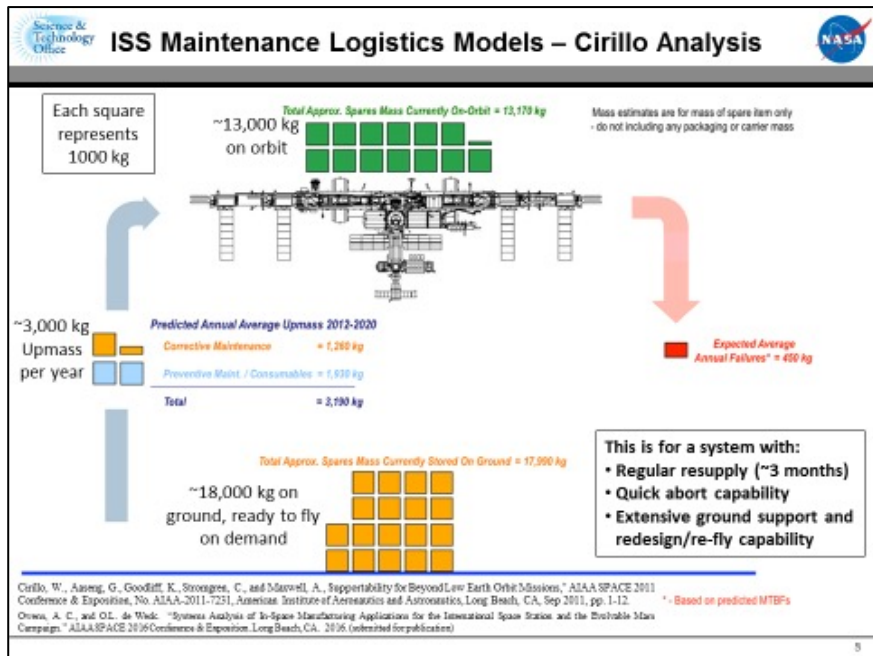 Science &
Technology
Office
ISS Maintenance Logistics Models – Cirillo Analysis
NASA
Each square
represents
1000 kg
Total Approx. Spares Mass Currently On-Orbit = 13,170 kg
~13,000 kg
on orbit
Mass estimates are for mass of spare item only
- do not including any packaging or carrier mass
~3,000 kg
Upmass
per year
Predicted Annual Average Upmass 2012-2020
Corrective Maintenance = 1,260 kg
Preventive Maint. / Consumables = 1,930 kg
Total = 3,190 kg
Expected Average
Annual Failures* = 450 kg
Total Approx. Spares Mass Currently Stored On Ground = 17,990 kg
~18,000 kg on
ground, ready to fly
on demand
This is for a system with:
• Regular resupply (~3 months)
• Quick abort capability
• Extensive ground support and
redesign/re-fly capability
Cirillo, W., Aaseng, G., Goodliff, K., Stromgren, C., and Maxwell, A., Supportability for Beyond Low Earth Orbit Missions," AIAA SPACE 2011
Conference & Exposition, No. AIAA-2011-7231, American Institute of Aeronautics and Astronautics, Long Beach, CA, Sep 2011, pp. 1-12.
* - Based on predicted MTBFs
Owens, A. C., and O.L. de Weck. "Systems Analysis of In-Space Manufacturing Applications for the International Space Station and the Evolvable Mars
Campaign." AIAA SPACE 2016 Conference & Exposition. Long Beach, CA. 2016. (submitted for publication)